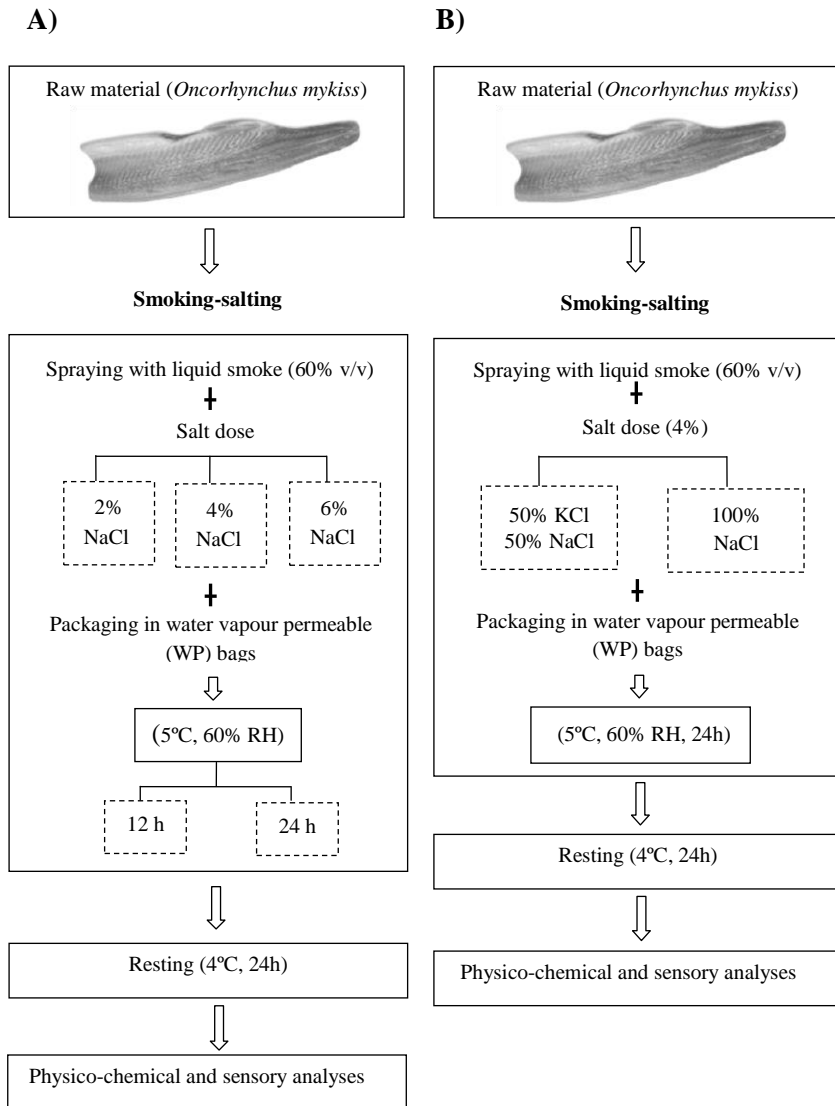 A)
Raw material (Oncorhynchus mykiss)
Smoking-salting
Spraying with liquid smoke (60% v/v)
+
Salt dose
2%
NaCl
4%
NaCl
6%
NaCl
+
Packaging in water vapour permeable
(WP) bags
(5ºC, 60% RH)
12 h
24 h
Resting (4ºC, 24h)
Physico-chemical and sensory analyses
B)
Raw material (Oncorhynchus mykiss)
Smoking-salting
Spraying with liquid smoke (60% v/v)
+
Salt dose (4%)
50% KCl
50% NaCl
100%
NaCl
+
Packaging in water vapour permeable
(WP) bags
(5ºC, 60% RH, 24h)
Resting (4ºC, 24h)
Physico-chemical and sensory analyses